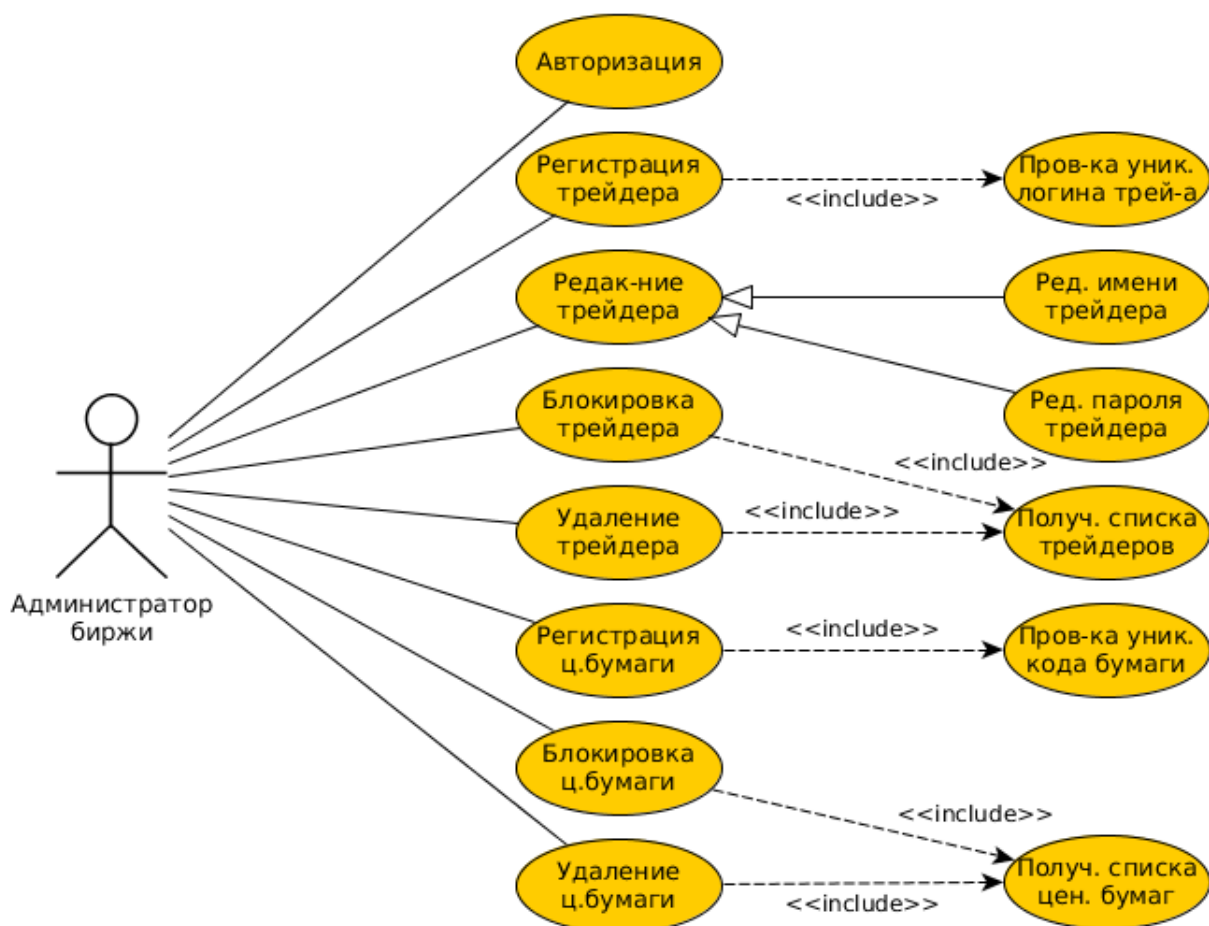 Авторизация
Регистрация
трейдера
<<include>>
Пров-ка уник.
логина трей-а
Редак-ние
трейдера
Ред. имени
трейдера
Блокировка
трейдера
Ред. пароля
трейдера
<<include>>
Удаление
трейдера
<<include>>
Получ. списка
трейдеров
Администратор
биржи
Регистрация
ц.бумаги
<<include>>
Пров-ка уник.
кода бумаги
Блокировка
ц.бумаги
<<include>>
Удаление
ц.бумаги
<<include>>
Получ. списка
цен. бумаг